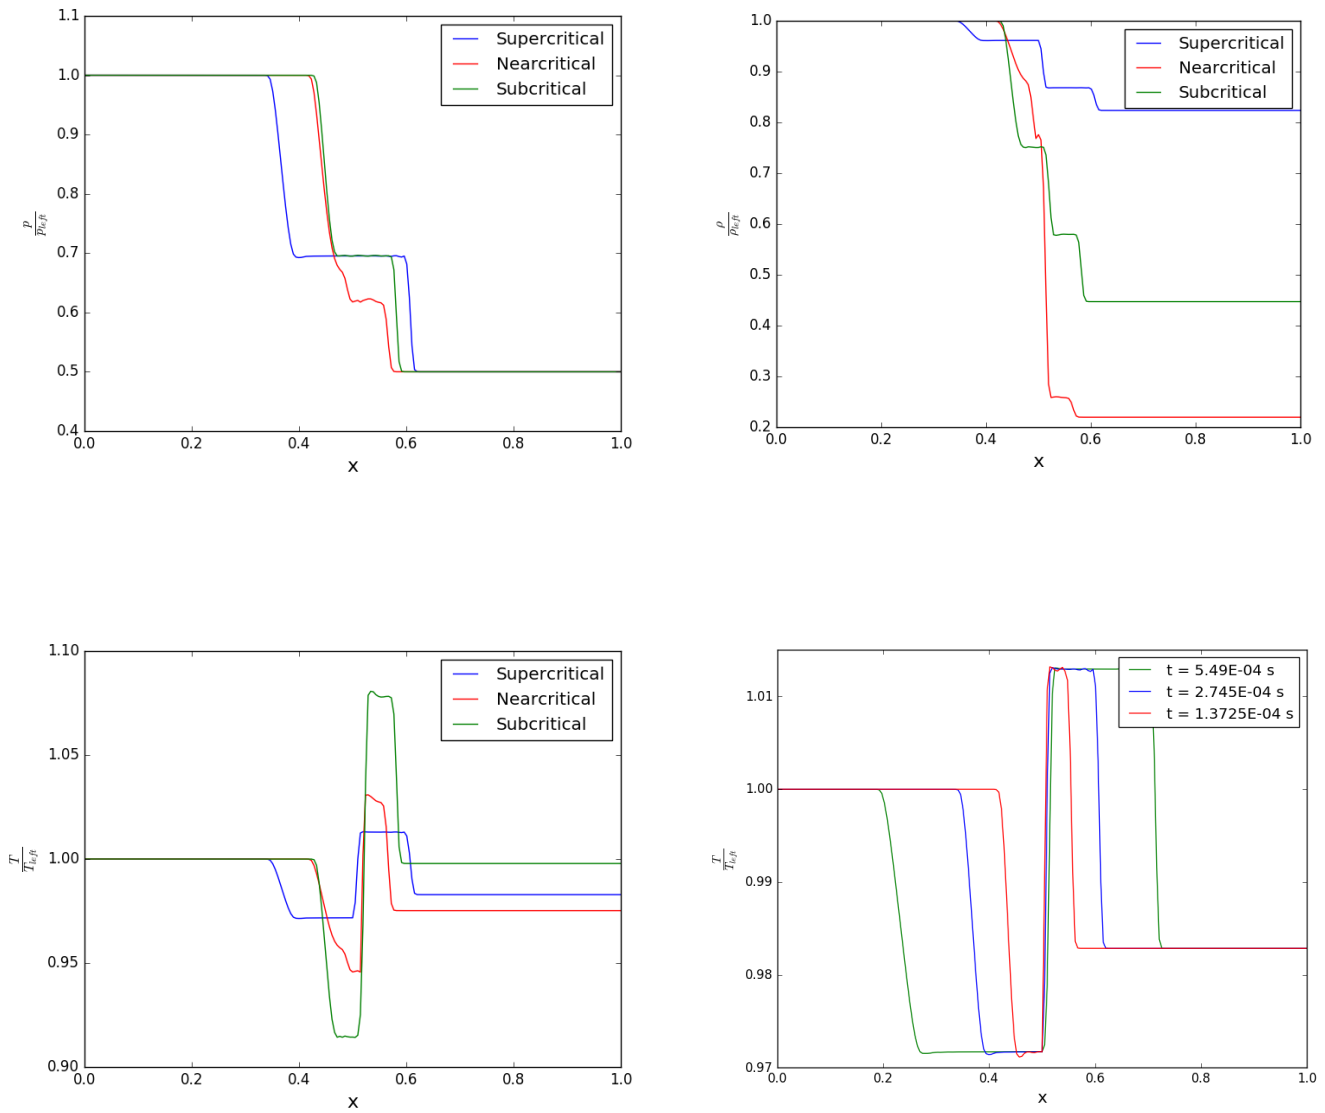 1.1
1.0
0.9
0.8
0.7
0.6
0.5
0.4
p
p_left
Supercritical
Nearcritical
Subcritical
0.0 0.2 0.4 0.6 0.8 1.0
x
1.0
0.9
0.8
0.7
0.6
0.5
0.4
0.3
0.2
ρ
ρ_left
Supercritical
Nearcritical
Subcritical
0.0 0.2 0.4 0.6 0.8 1.0
x
1.10
1.05
1.00
0.95
0.90
T
T_left
Supercritical
Nearcritical
Subcritical
0.0 0.2 0.4 0.6 0.8 1.0
x
1.01
1.00
0.99
0.98
0.97
T
T_left
t = 5.49E-04 s
t = 2.745E-04 s
t = 1.3725E-04 s
0.0 0.2 0.4 0.6 0.8 1.0
x